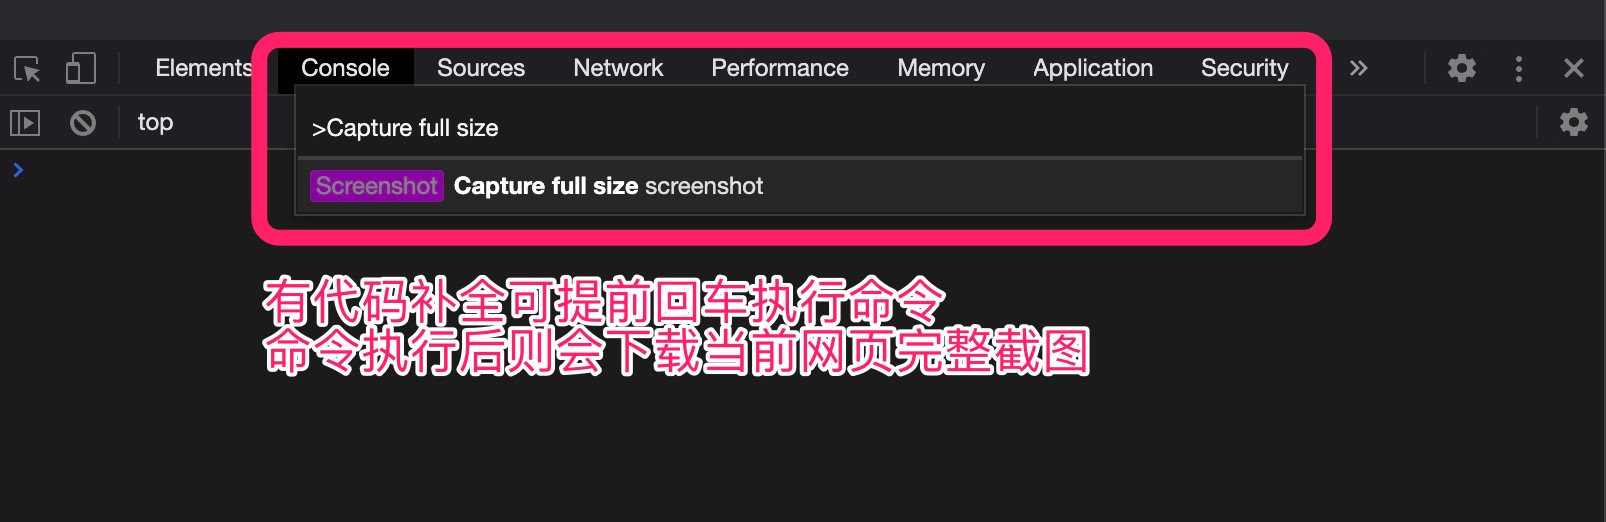 Elements Console Sources Network Performance Memory Application Security »
top
>Capture full size
Screenshot Capture full size screenshot
有代码补全可提前回车执行命令
命令执行后则会下载当前网页完整截图